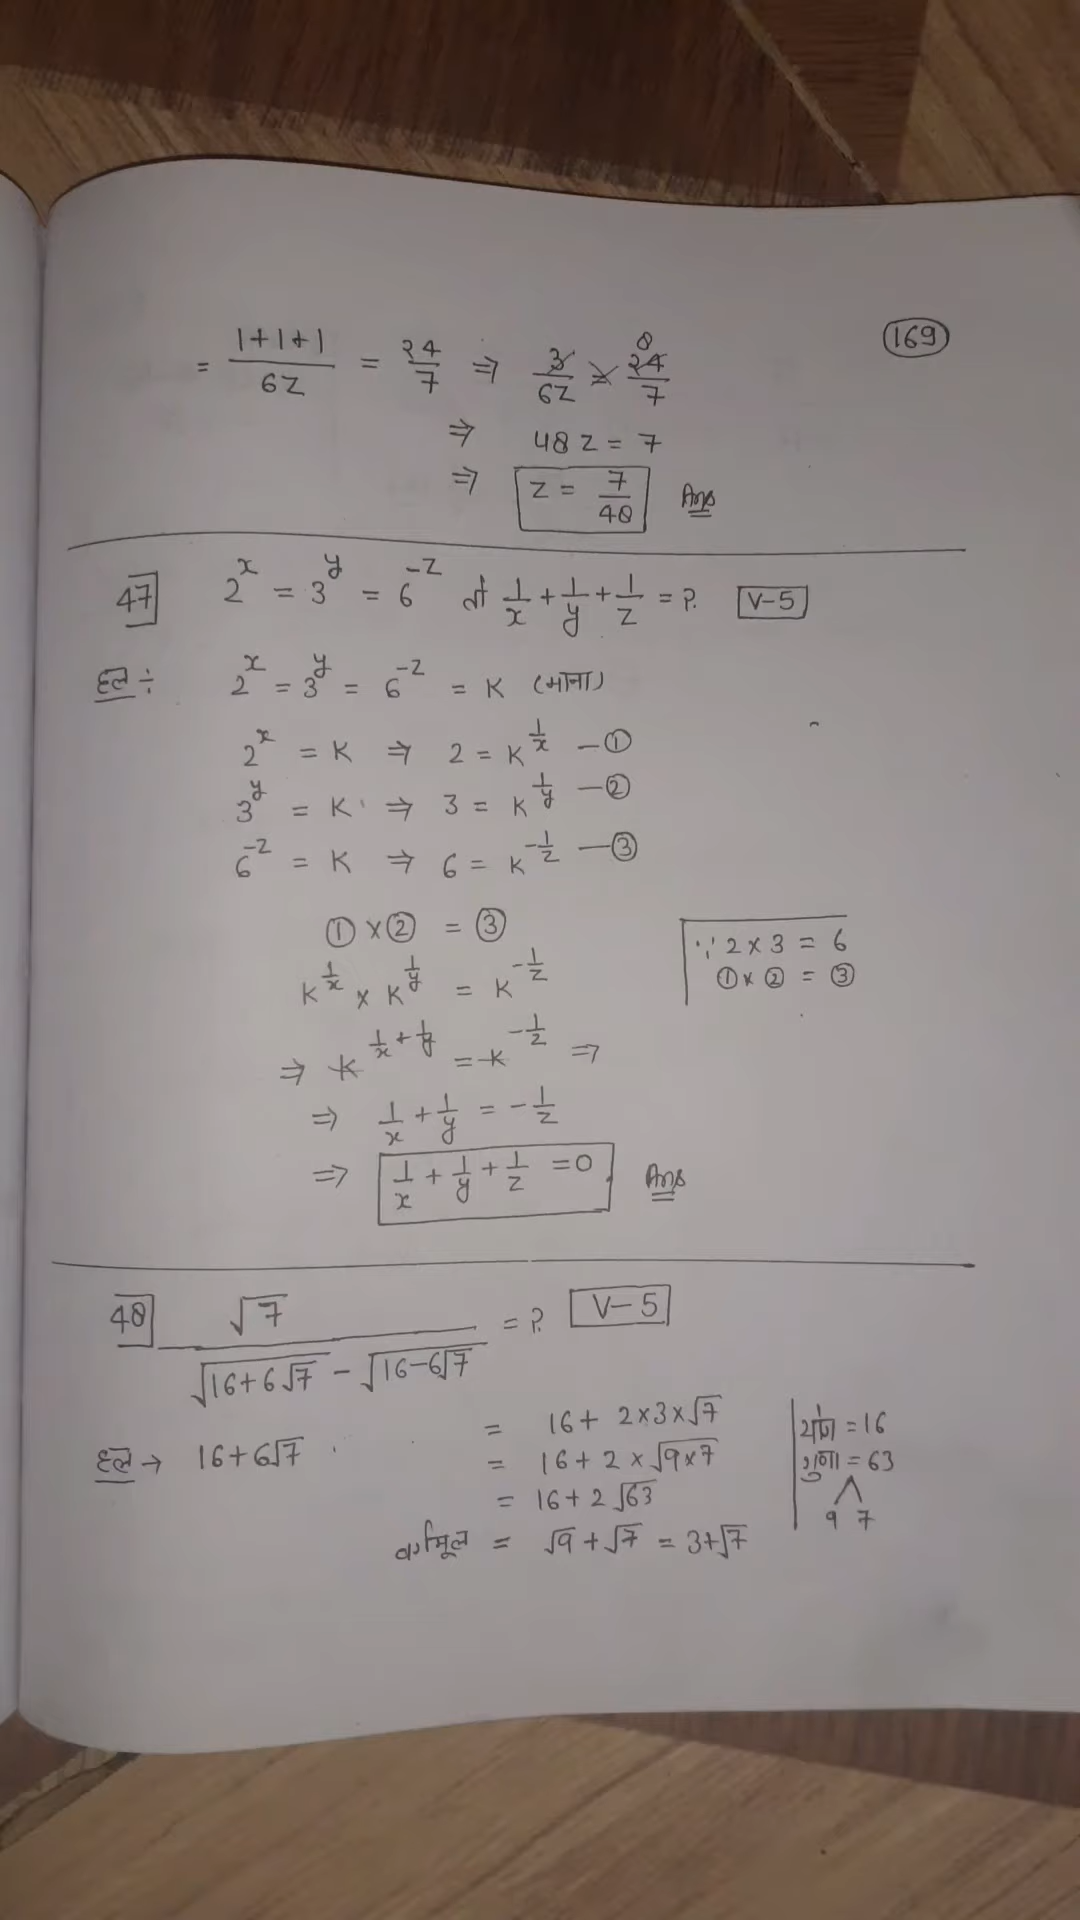 169
= (1+1+1)/(6z) = 24/7 ⇒ 3/(6z) = 24/7 8
⇒ 48 z = 7
⇒ z = 7/48 Ans
47 2^x = 3^y = 6^-z तो 1/x + 1/y + 1/z = ? V-5
हल ÷ 2^x = 3^y = 6^-z = K (माना)
2^x = K ⇒ 2 = K^(1/x) — ①
3^y = K ⇒ 3 = K^(1/y) — ②
6^-z = K ⇒ 6 = K^(-1/z) — ③
① × ② = ③
∵ 2 × 3 = 6
① × ② = ③
K^(1/x) × K^(1/y) = K^(-1/z)
⇒ K^(1/x + 1/y) = K^(-1/z) ⇒
⇒ 1/x + 1/y = -1/z
⇒ 1/x + 1/y + 1/z = 0 Ans
48 √7 / (√(16+6√7) - √(16-6√7)) = ? V-5
हल → 16+6√7 = 16 + 2×3×√7
= 16 + 2 × √(9×7)
= 16 + 2√63
वर्गमूल = √9 + √7 = 3+√7
योग = 16
गुणा = 63
9 7